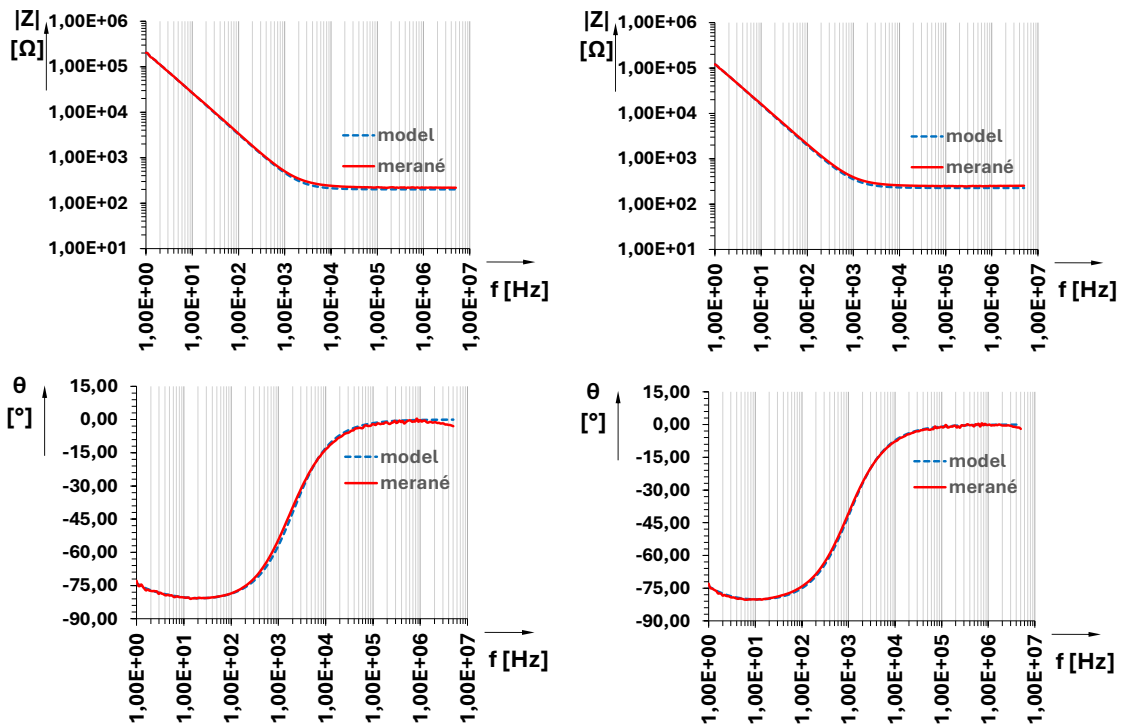 |Z|
[Ω]
1,00E+06
1,00E+05
1,00E+04
1,00E+03
1,00E+02
1,00E+01
model
merané
1,00E+00
1,00E+01
1,00E+02
1,00E+03
1,00E+04
1,00E+05
1,00E+06
1,00E+07
f [Hz]
|Z|
[Ω]
1,00E+06
1,00E+05
1,00E+04
1,00E+03
1,00E+02
1,00E+01
model
merané
1,00E+00
1,00E+01
1,00E+02
1,00E+03
1,00E+04
1,00E+05
1,00E+06
1,00E+07
f [Hz]
θ
[°]
15,00
0,00
-15,00
-30,00
-45,00
-60,00
-75,00
-90,00
model
merané
1,00E+00
1,00E+01
1,00E+02
1,00E+03
1,00E+04
1,00E+05
1,00E+06
1,00E+07
f [Hz]
θ
[°]
15,00
0,00
-15,00
-30,00
-45,00
-60,00
-75,00
-90,00
model
merané
1,00E+00
1,00E+01
1,00E+02
1,00E+03
1,00E+04
1,00E+05
1,00E+06
1,00E+07
f [Hz]